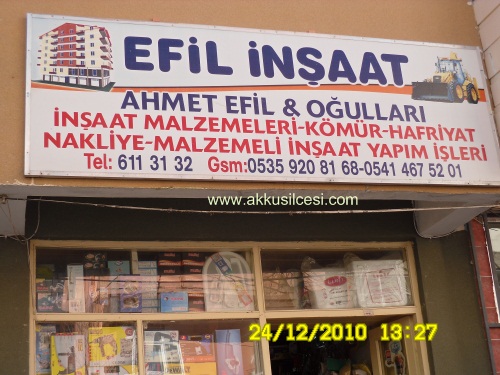 EFİL İNŞAAT
AHMET EFİL & OĞULLARI
İNŞAAT MALZEMELERİ-KÖMÜR-HAFRİYAT
NAKLİYE-MALZEMELİ İNŞAAT YAPIM İŞLERİ
Tel: 611 31 32 Gsm:0535 920 81 68-0541 467 52 01
www.akkusilcesi.com
24/12/2010 13:27